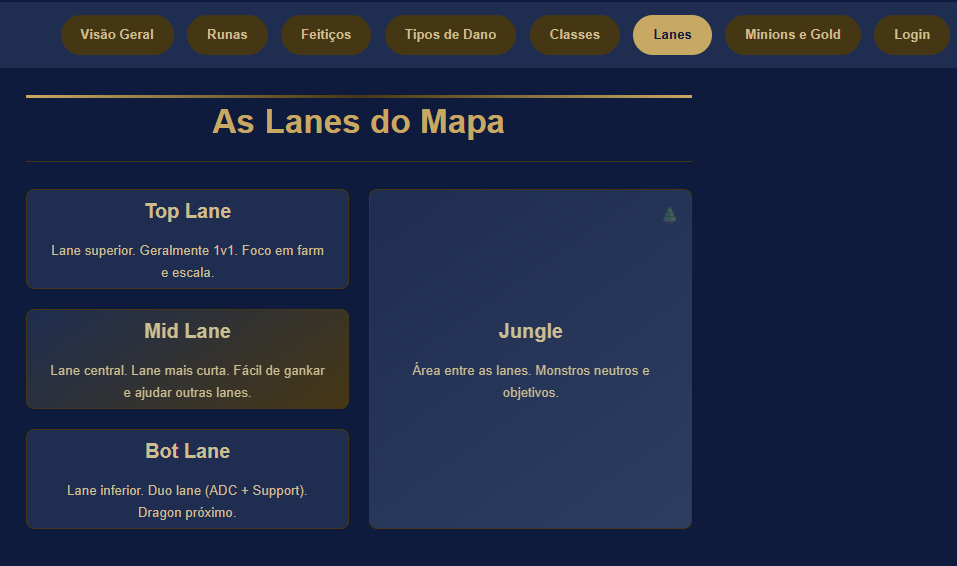 Visão Geral
Runas
Feitiços
Tipos de Dano
Classes
Lanes
Minions e Gold
Login
As Lanes do Mapa
Top Lane
Lane superior. Geralmente 1v1. Foco em farm
e escala.
Mid Lane
Lane central. Lane mais curta. Fácil de gankar
e ajudar outras lanes.
Bot Lane
Lane inferior. Duo lane (ADC + Support).
Dragon próximo.
Jungle
Área entre as lanes. Monstros neutros e
objetivos.